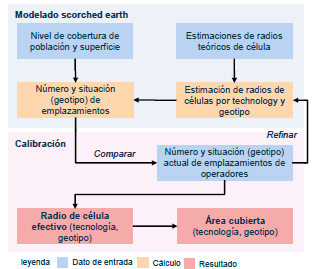 Modelado scorched earth
Nivel de cobertura de
población y superficie
Estimaciones de radios
teóricos de célula
Número y situación
(geotipo) de
emplazamientos
Estimación de radios de
células por technology y
geotipo
Refinar
Calibración
Comparar
Número y situación (geotipo)
actual de emplazamientos de
operadores
Radio de célula
efectivo (tecnología,
geotipo)
Área cubierta
(tecnología, geotipo)
leyenda
Dato de entrada
Cálculo
Resultado